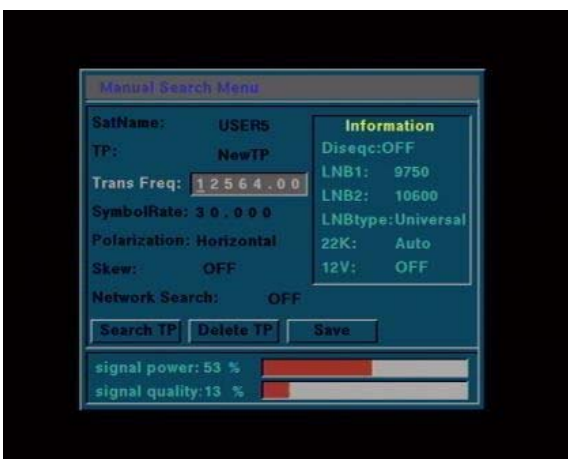 Manual Search Menu
SatName: USER5
TP: NewTP
Trans Freq: 12564.00
SymbolRate: 30.000
Polarization: Horizontal
Skew: OFF
Network Search: OFF
Search TP Delete TP Save
Information
Diseqc:OFF
LNB1: 9750
LNB2: 10600
LNBtype:Universal
22K: Auto
12V: OFF
signal power: 53 %
signal quality:13 %